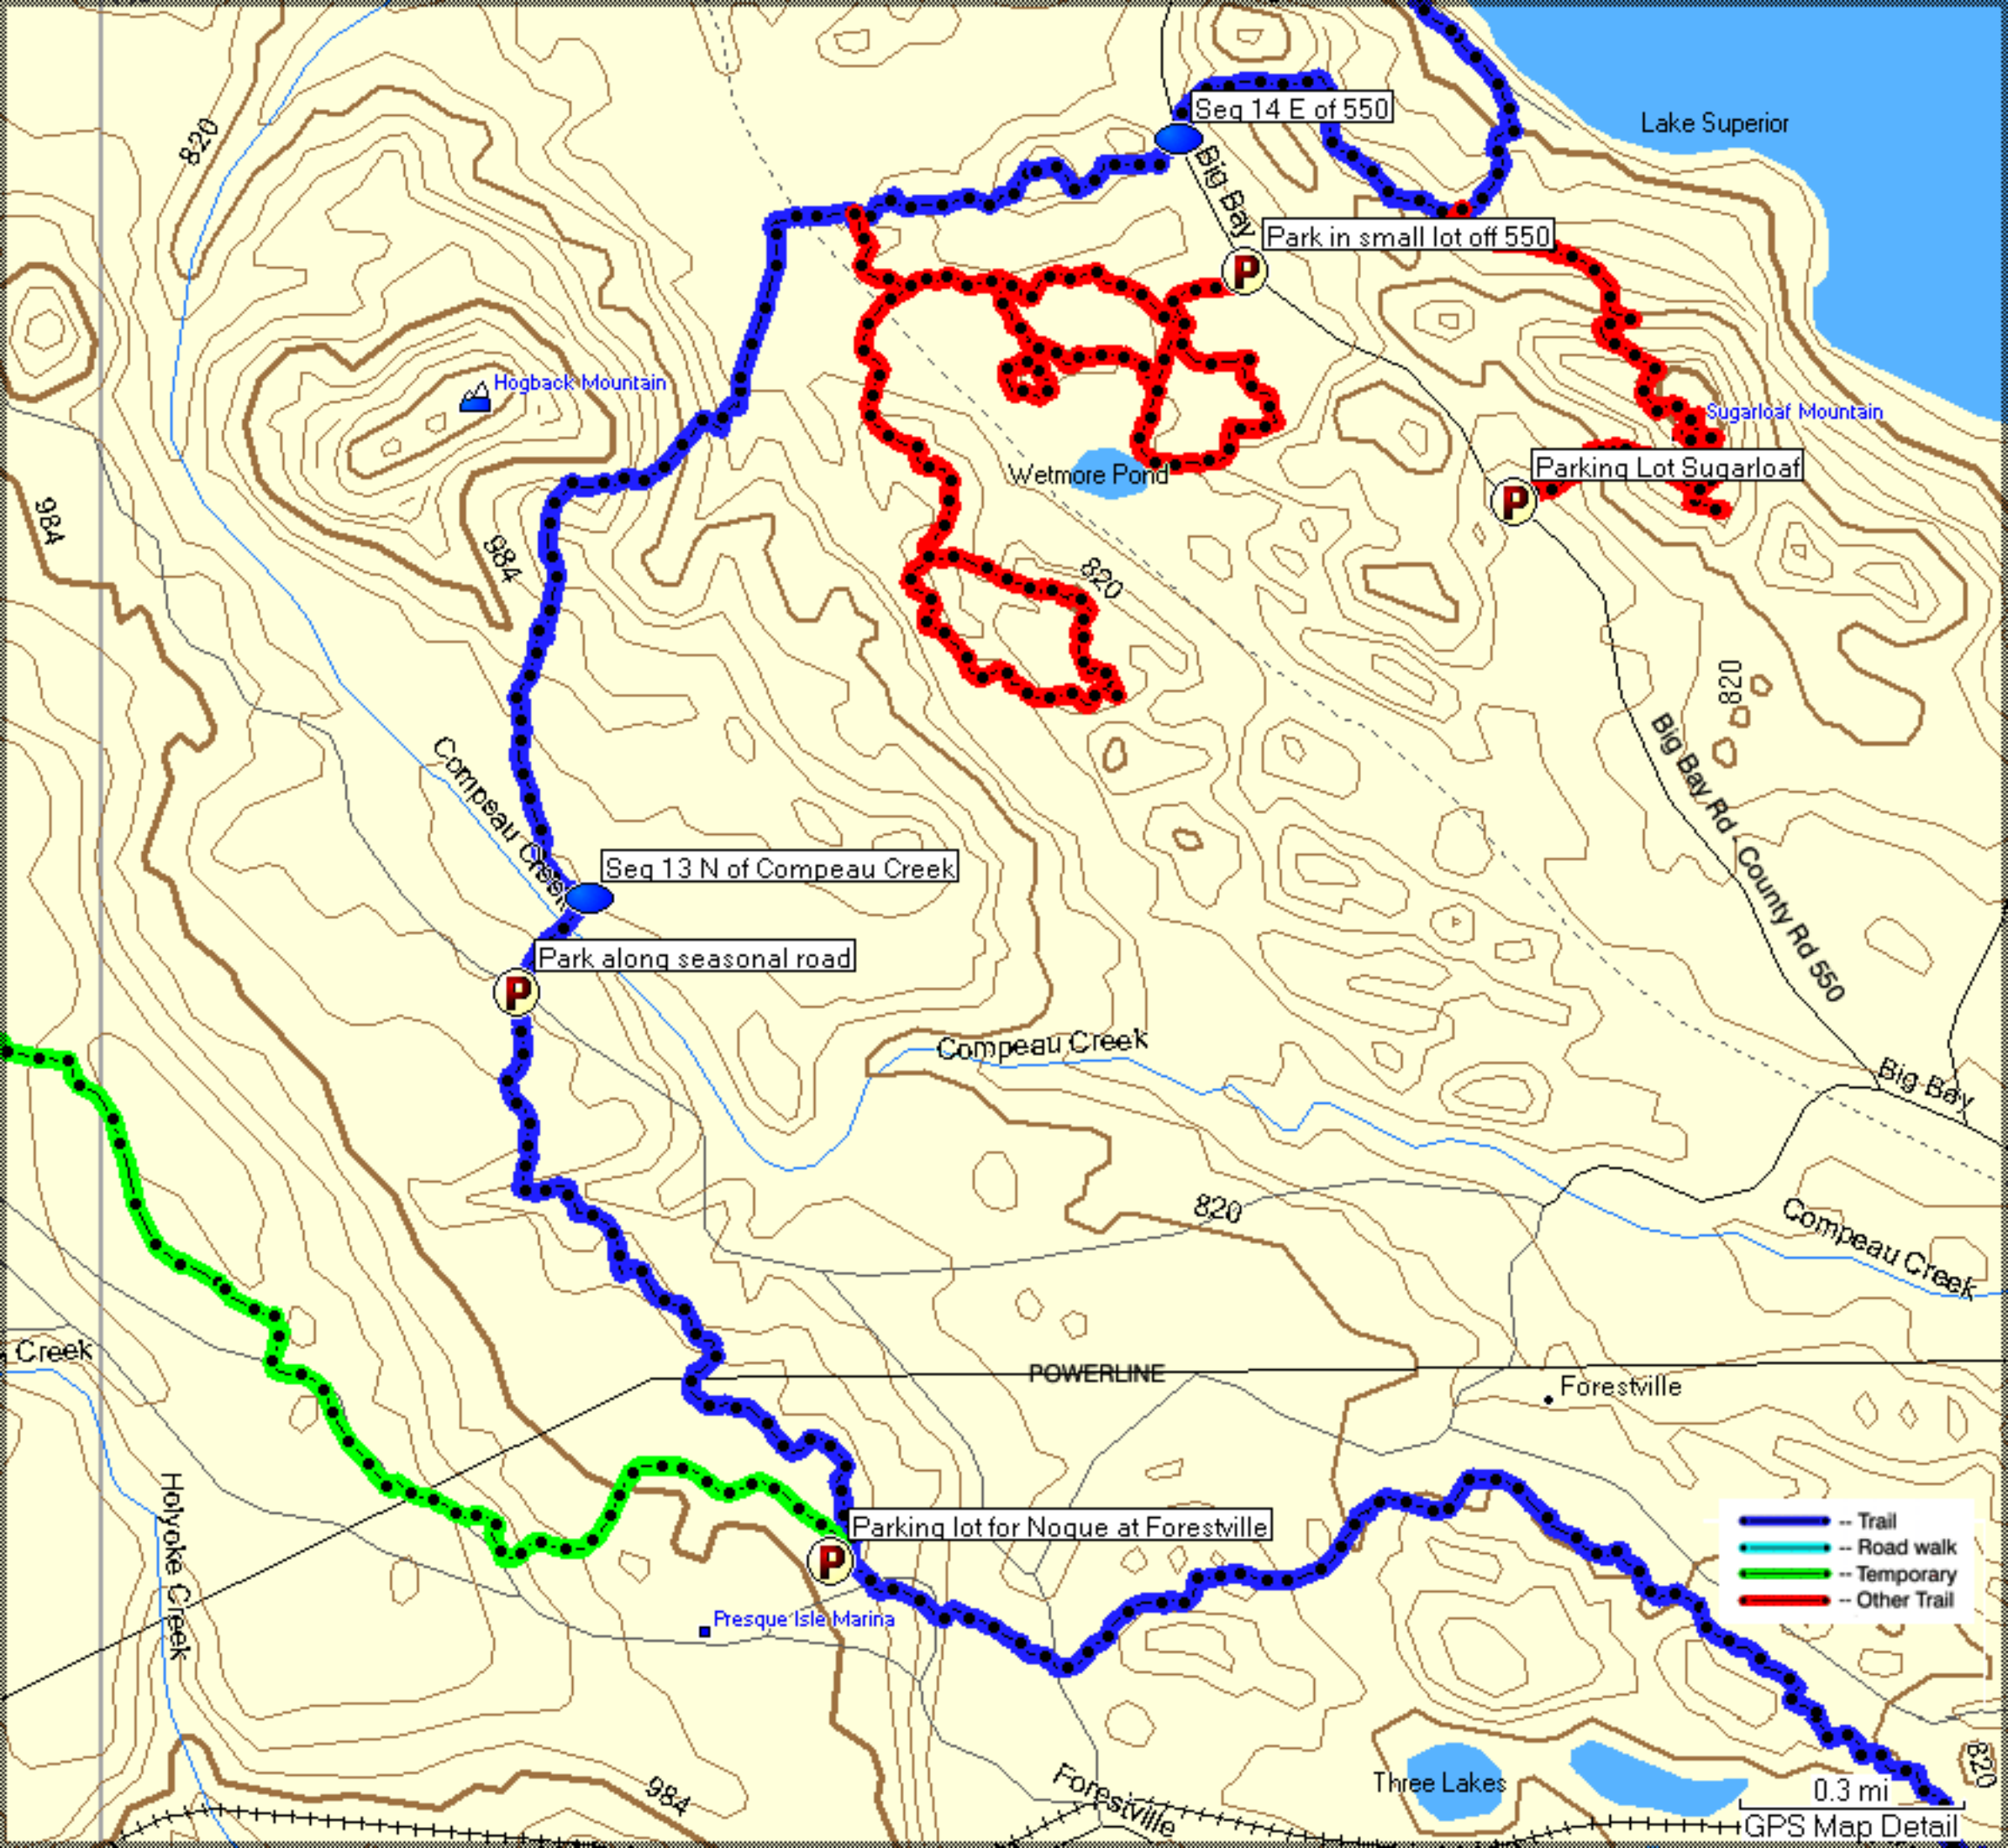 820
Seg 14 E of 550
Lake Superior
Big Bay
Park in small lot off 550
P
Hogback Mountain
Sugarloaf Mountain
Parking Lot Sugarloaf
P
Wetmore Pond
984
984
820
820
Big Bay Rd - County Rd 550
Compeau Creek
Seg 13 N of Compeau Creek
Park along seasonal road
P
Compeau Creek
Big Bay
820
Compeau Creek
Creek
POWERLINE
Forestville
Holyoke Creek
Parking lot for Noque at Forestville
P
-- Trail
-- Road walk
-- Temporary
-- Other Trail
Presque Isle Marina
984
Forestville
Three Lakes
820
0.3 mi
GPS Map Detail